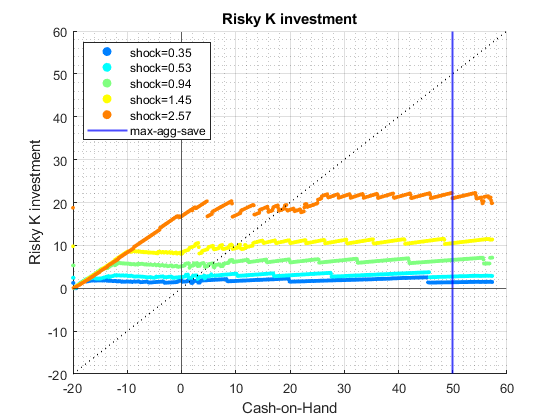 Risky K investment
60
50
40
30
20
10
0
-10
-20
Risky K investment
shock=0.35
shock=0.53
shock=0.94
shock=1.45
shock=2.57
max-agg-save
-20 -10 0 10 20 30 40 50 60
Cash-on-Hand